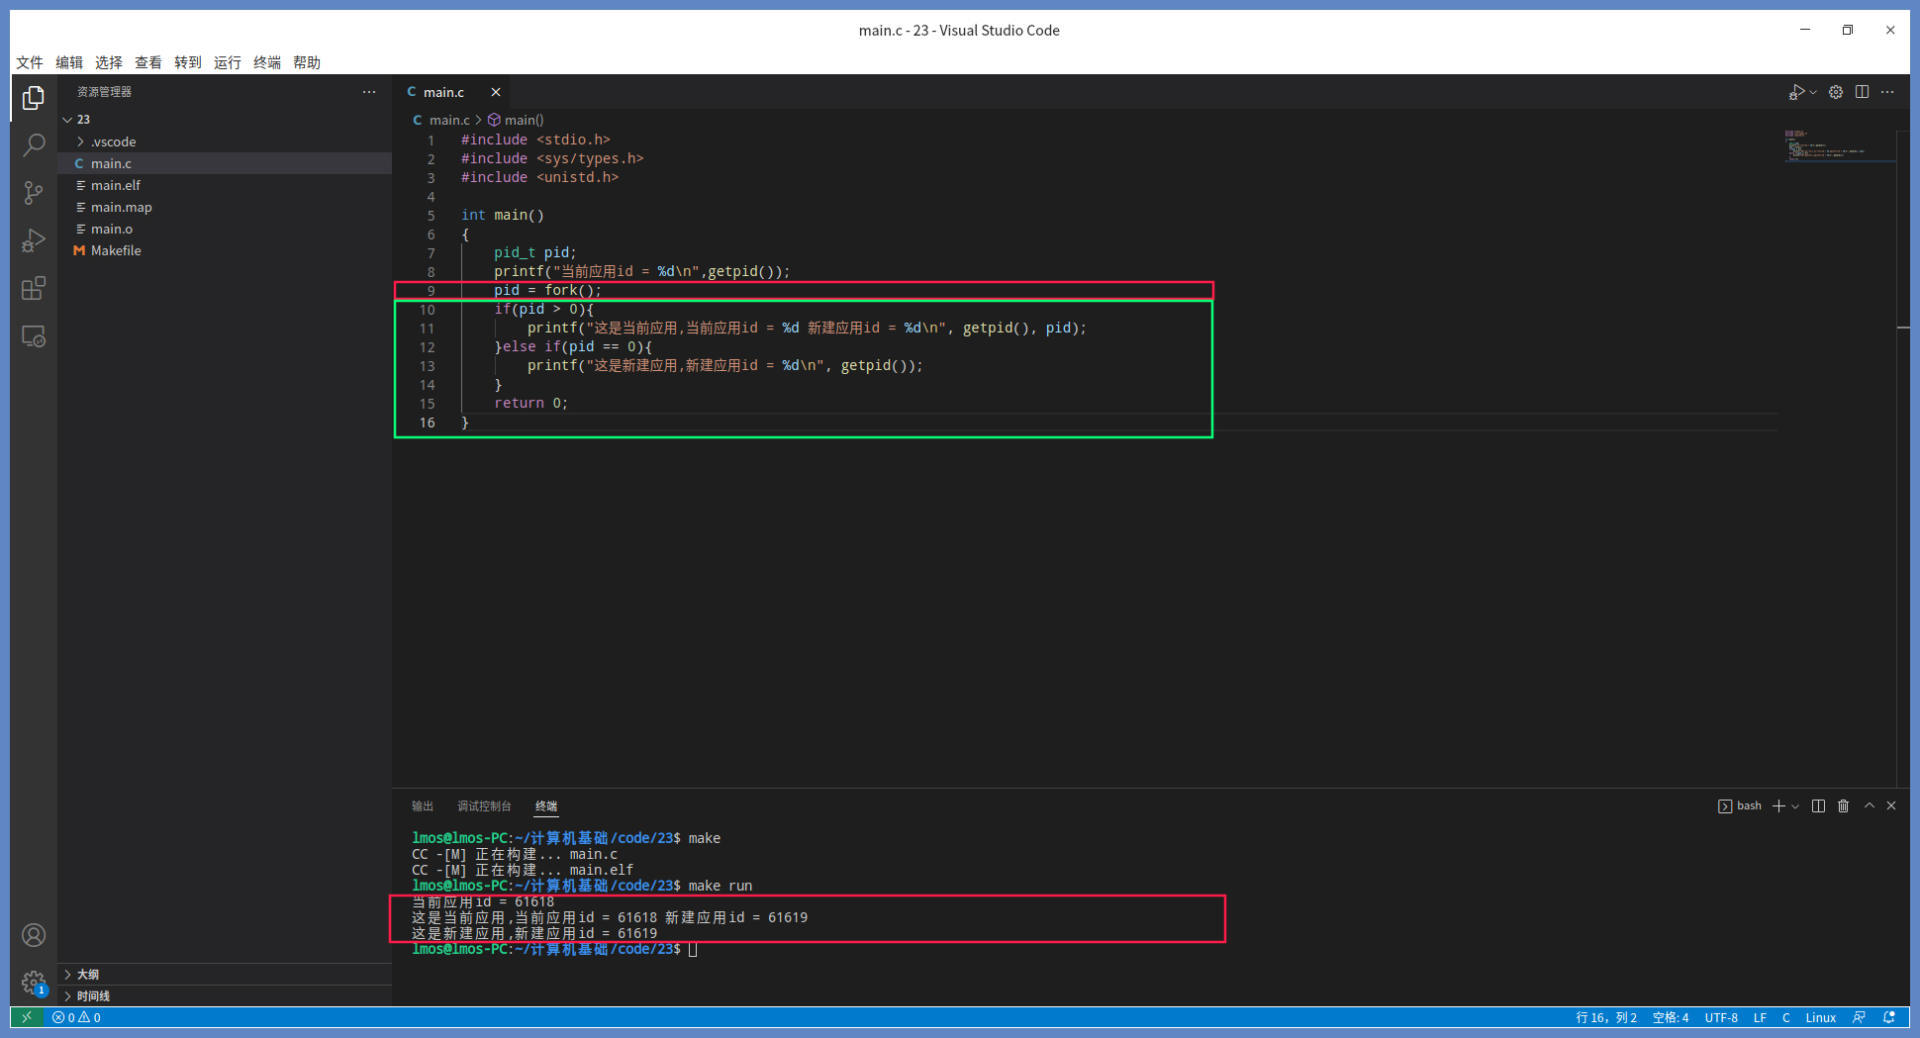 main.c - 23 - Visual Studio Code
文件 编辑 选择 查看 转到 运行 终端 帮助
资源管理器
23
.vscode
C main.c
main.elf
main.map
main.o
M Makefile
大纲
时间线
C main.c
C main.c > main()
1 #include <stdio.h>
2 #include <sys/types.h>
3 #include <unistd.h>
4
5 int main()
6 {
7 pid_t pid;
8 printf("当前应用id = %d\n",getpid());
9 pid = fork();
10 if(pid > 0){
11 printf("这是当前应用,当前应用id = %d 新建应用id = %d\n", getpid(), pid);
12 }else if(pid == 0){
13 printf("这是新建应用,新建应用id = %d\n", getpid());
14 }
15 return 0;
16 }
输出 调试控制台 终端
bash
lmos@lmos-PC:~/计算机基础/code/23$ make
CC -[M] 正在构建... main.c
CC -[M] 正在构建... main.elf
lmos@lmos-PC:~/计算机基础/code/23$ make run
当前应用id = 61618
这是当前应用,当前应用id = 61618 新建应用id = 61619
这是新建应用,新建应用id = 61619
lmos@lmos-PC:~/计算机基础/code/23$
1
0 0
行 16，列 2 空格: 4 UTF-8 LF C Linux